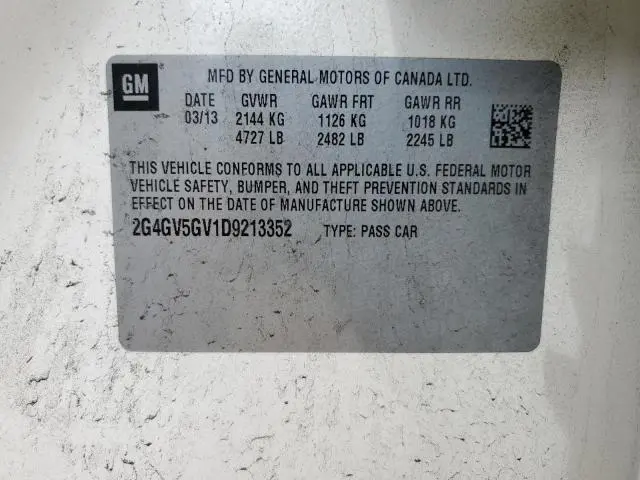 GM
MFD BY GENERAL MOTORS OF CANADA LTD.
DATE GVWR GAWR FRT GAWR RR
03/13 2144 KG 1126 KG 1018 KG
4727 LB 2482 LB 2245 LB
THIS VEHICLE CONFORMS TO ALL APPLICABLE U.S. FEDERAL MOTOR
VEHICLE SAFETY, BUMPER, AND THEFT PREVENTION STANDARDS IN
EFFECT ON THE DATE OF MANUFACTURE SHOWN ABOVE.
2G4GV5GV1D9213352 TYPE: PASS CAR